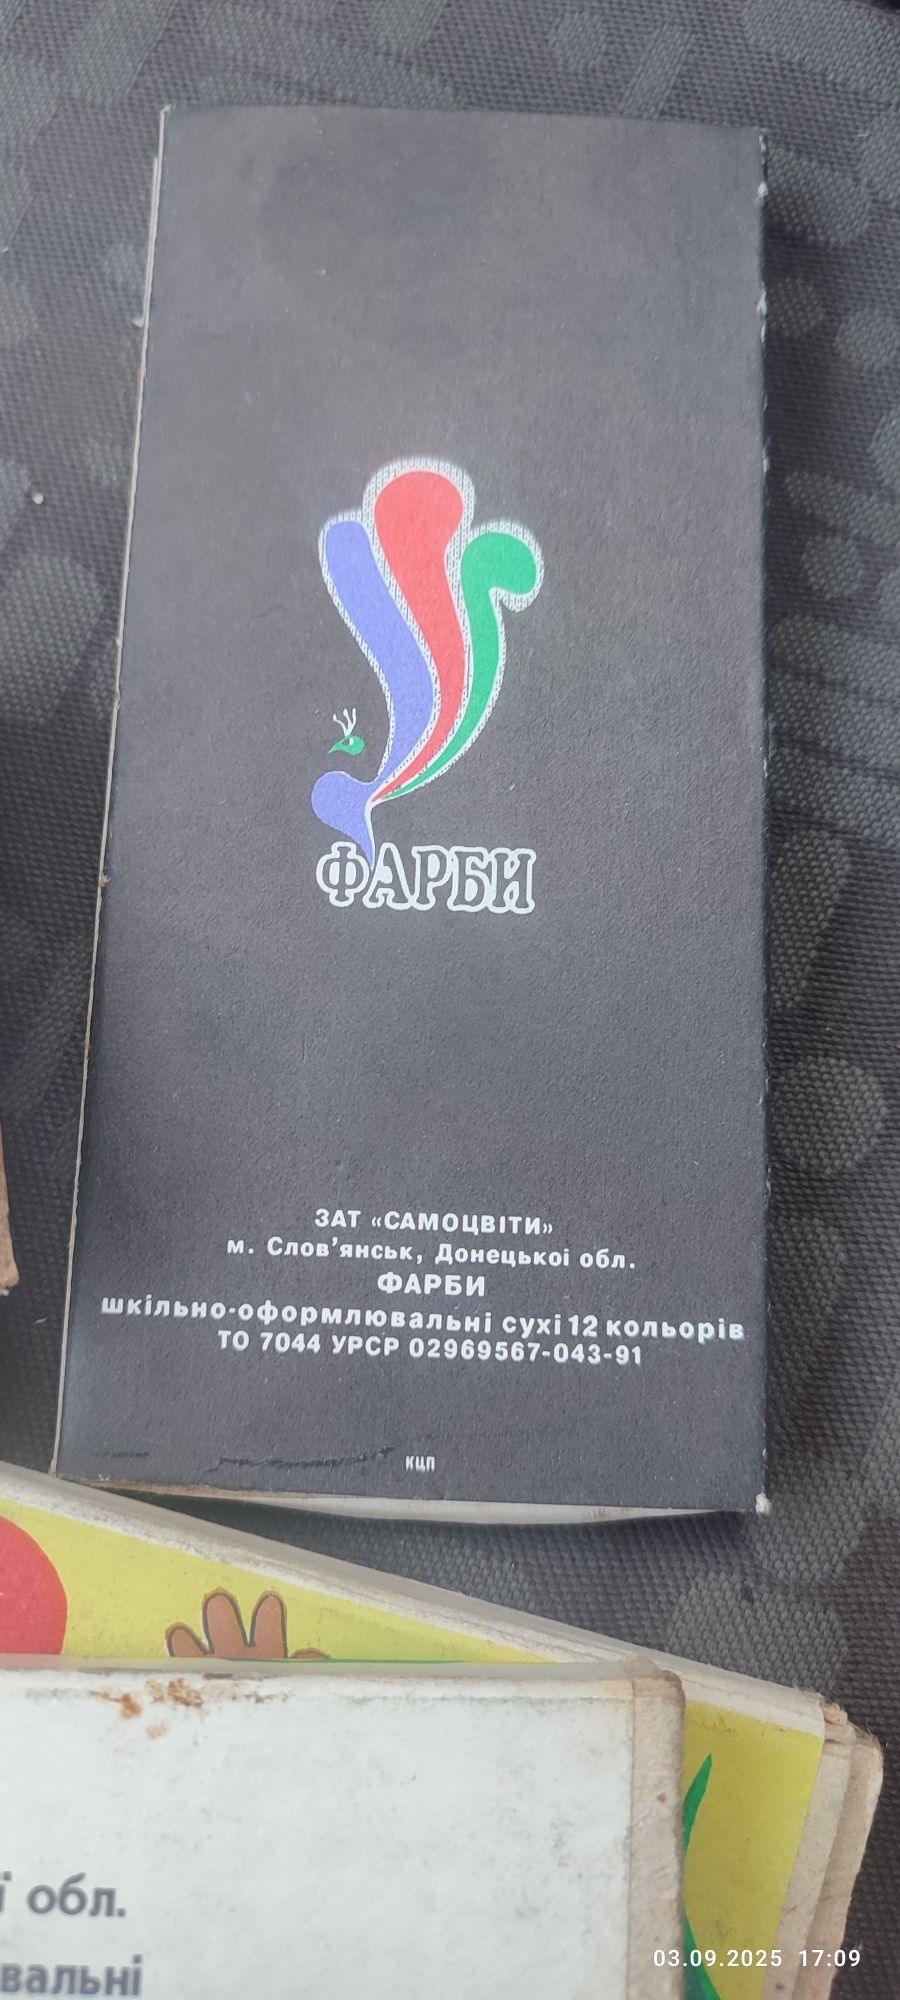 ФАРБИ
ЗАТ «САМОЦВІТИ»
м. Слов'янськ, Донецької обл.
ФАРБИ
шкільно-оформлювальні сухі 12 кольорів
ТО 7044 УРСР 02969567-043-91
КЦП
ї обл.
вальні
03.09.2025 17:09